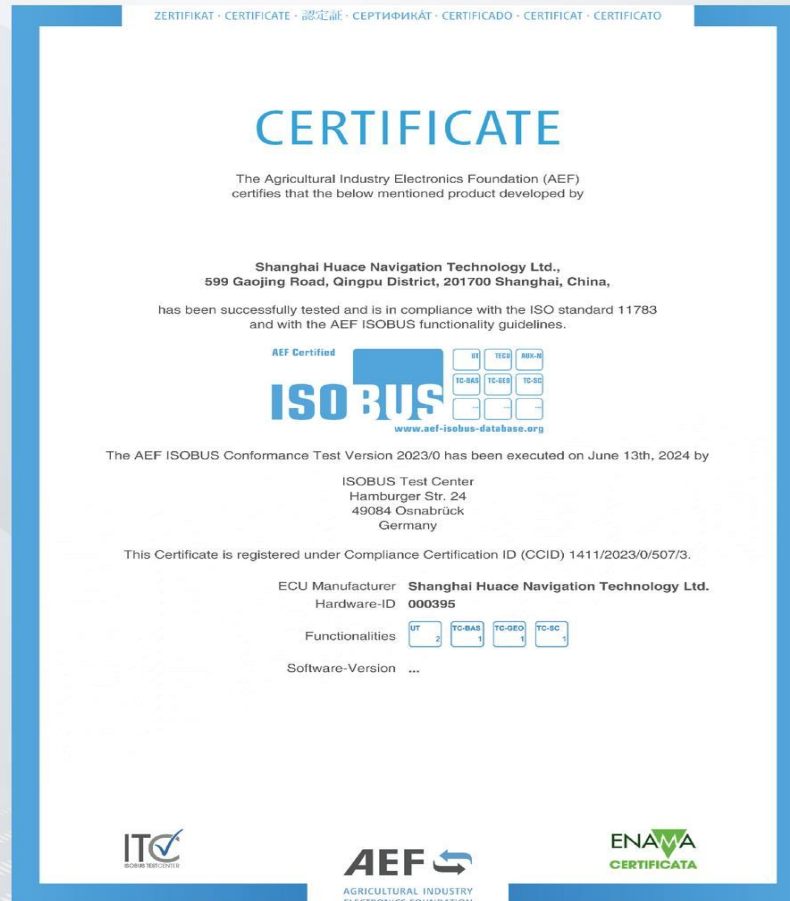 ZERTIFIKAT · CERTIFICATE · 認定証 · СЕРТИФИКÁТ · CERTIFICADO · CERTIFICAT · CERTIFICATO
CERTIFICATE
The Agricultural Industry Electronics Foundation (AEF)
certifies that the below mentioned product developed by
Shanghai Huace Navigation Technology Ltd.,
599 Gaojing Road, Qingpu District, 201700 Shanghai, China,
has been successfully tested and is in compliance with the ISO standard 11783
and with the AEF ISOBUS functionality guidelines.
AEF Certified
ISOBUS
UT TECU AUX-N
TC-BAS TC-GEO TC-SC
... ... ...
www.aef-isobus-database.org
The AEF ISOBUS Conformance Test Version 2023/0 has been executed on June 13th, 2024 by
ISOBUS Test Center
Hamburger Str. 24
49084 Osnabrück
Germany
This Certificate is registered under Compliance Certification ID (CCID) 1411/2023/0/507/3.
ECU Manufacturer Shanghai Huace Navigation Technology Ltd.
Hardware-ID 000395
Functionalities UT 2 TC-BAS 1 TC-GEO 1 TC-SC 1
Software-Version ...
ITC
ISOBUS TESTCENTER
AEF
AGRICULTURAL INDUSTRY
ELECTRONICS FOUNDATION
ENAMA
CERTIFICATA